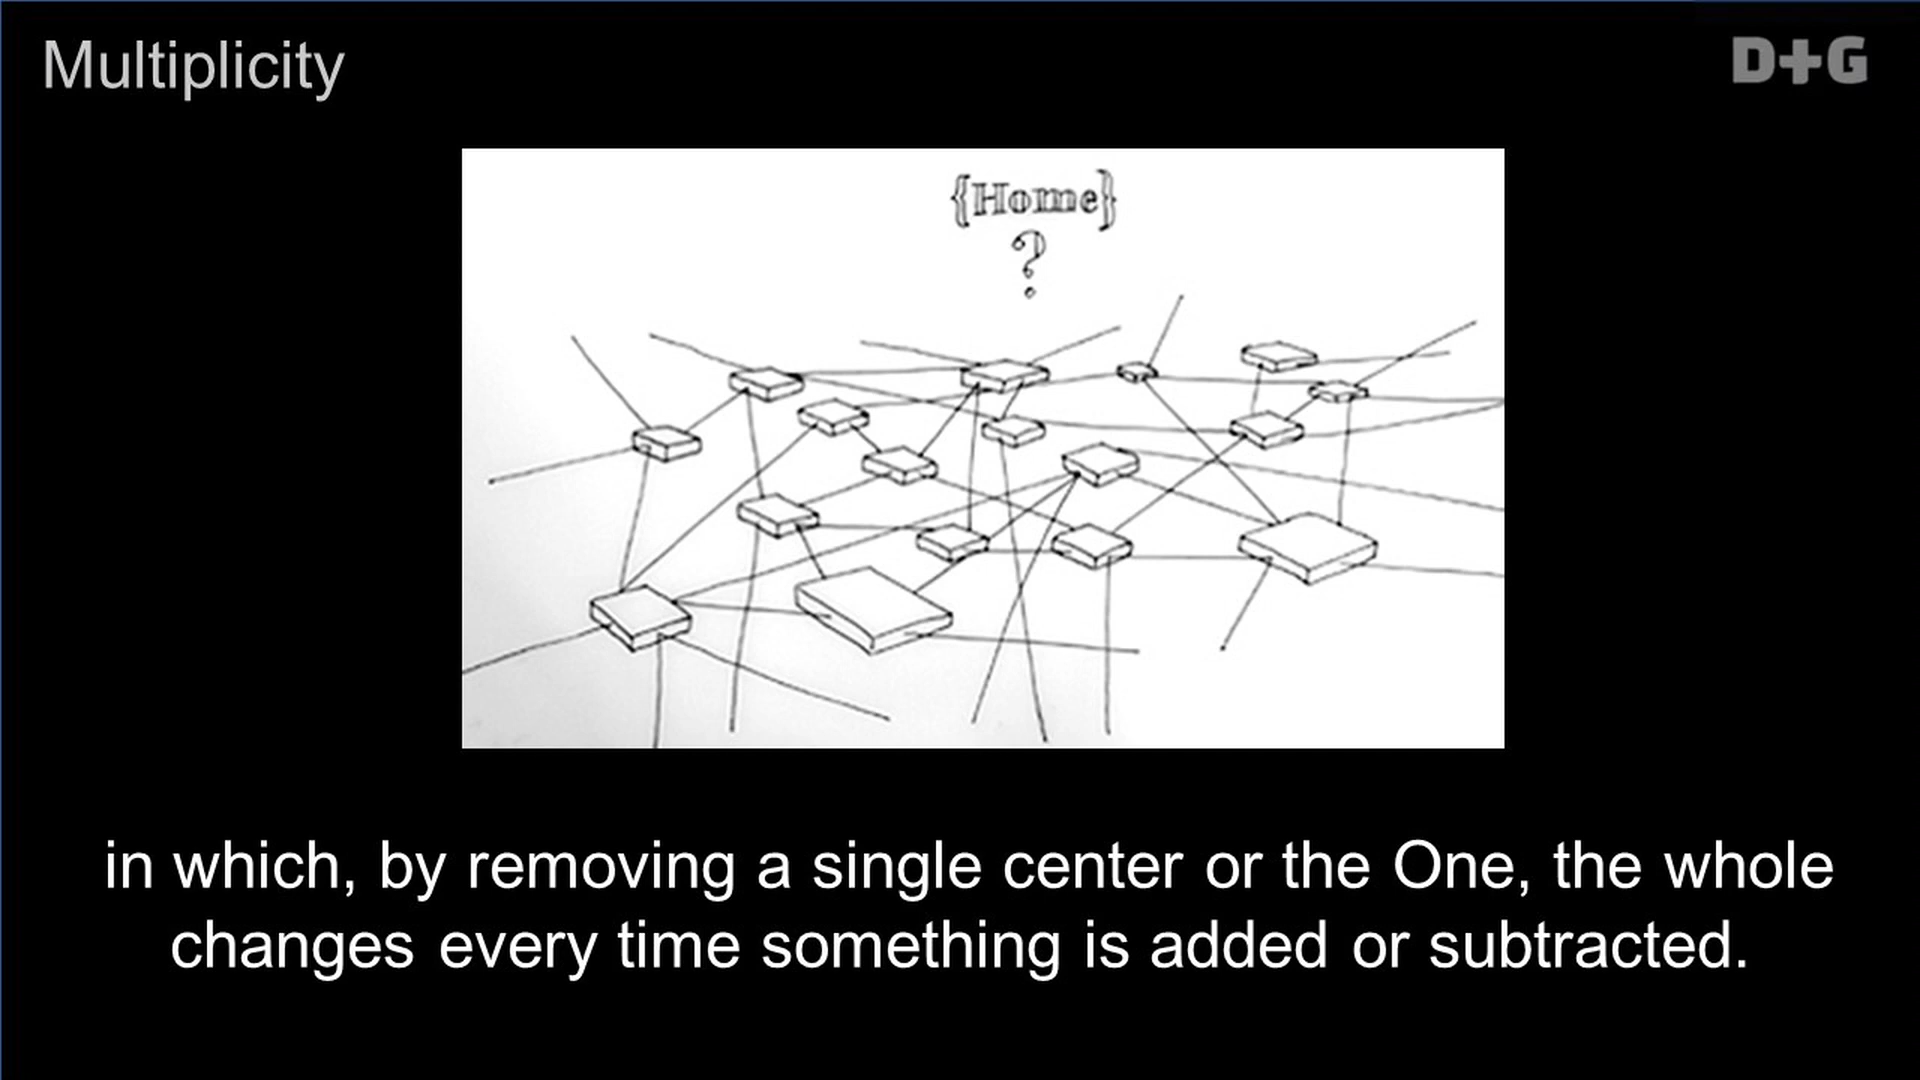 Multiplicity
D+G
{Home}
?
in which, by removing a single center or the One, the whole
changes every time something is added or subtracted.